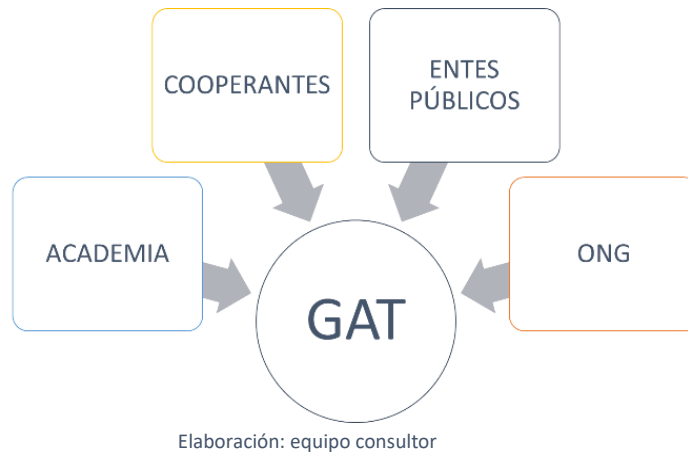 COOPERANTES
ENTES
PÚBLICOS
ACADEMIA
ONG
GAT
Elaboración: equipo consultor